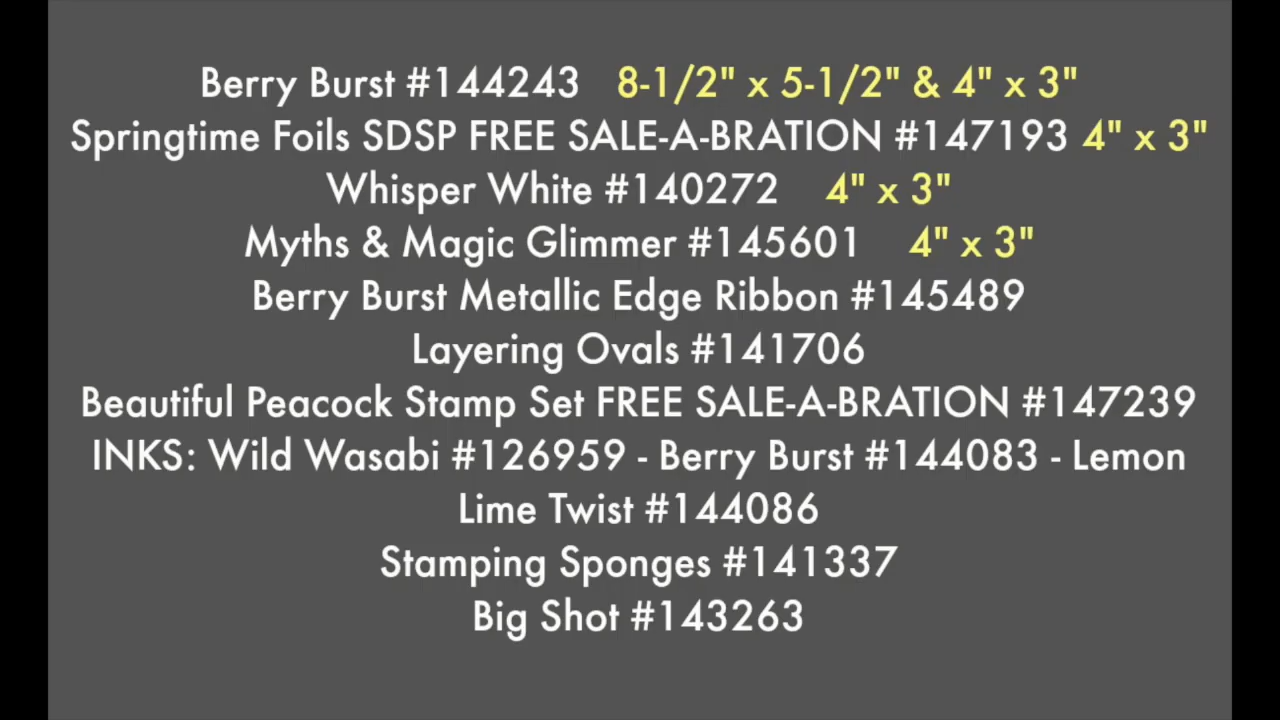 Berry Burst #144243 8-1/2" x 5-1/2" & 4" x 3"
Springtime Foils SDSP FREE SALE-A-BRATION #147193 4" x 3"
Whisper White #140272 4" x 3"
Myths & Magic Glimmer #145601 4" x 3"
Berry Burst Metallic Edge Ribbon #145489
Layering Ovals #141706
Beautiful Peacock Stamp Set FREE SALE-A-BRATION #147239
INKS: Wild Wasabi #126959 - Berry Burst #144083 - Lemon
Lime Twist #144086
Stamping Sponges #141337
Big Shot #143263